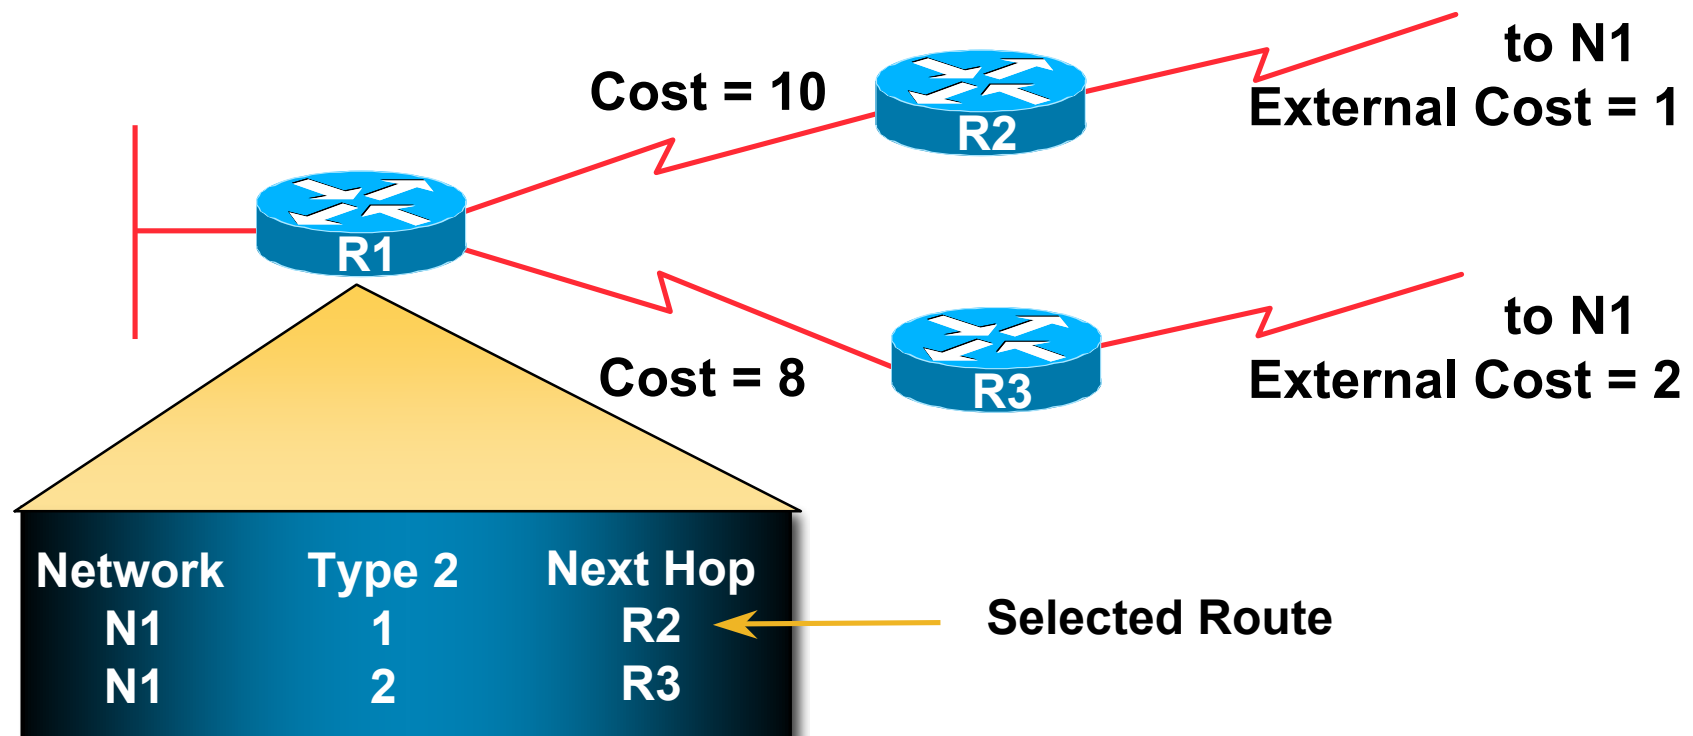 to N1
External Cost = 1
Cost = 10
R2
R1
to N1
External Cost = 2
Cost = 8
R3
Network Type 2 Next Hop
N1 1 R2
N1 2 R3
Selected Route